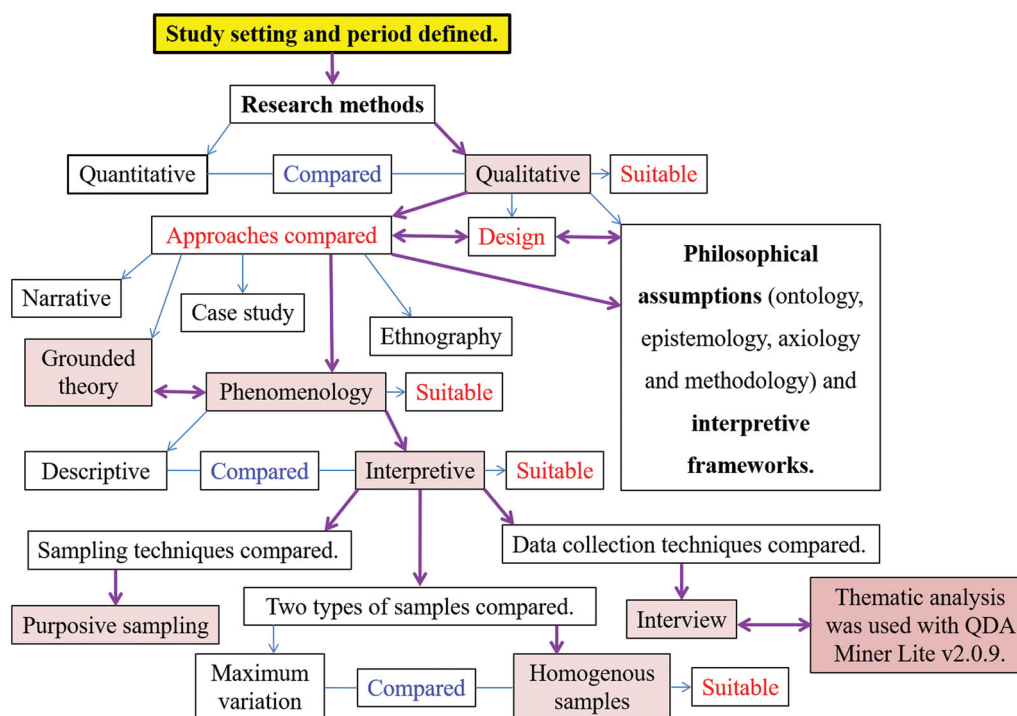 Study setting and period defined.
Research methods
Quantitative
Compared
Qualitative
Suitable
Approaches compared
Design
Philosophical
assumptions (ontology,
epistemology, axiology
and methodology) and
interpretive
frameworks.
Narrative
Case study
Ethnography
Grounded
theory
Phenomenology
Suitable
Descriptive
Compared
Interpretive
Suitable
Sampling techniques compared.
Data collection techniques compared.
Two types of samples compared.
Purposive sampling
Interview
Thematic analysis
was used with QDA
Miner Lite v2.0.9.
Maximum
variation
Compared
Homogenous
samples
Suitable